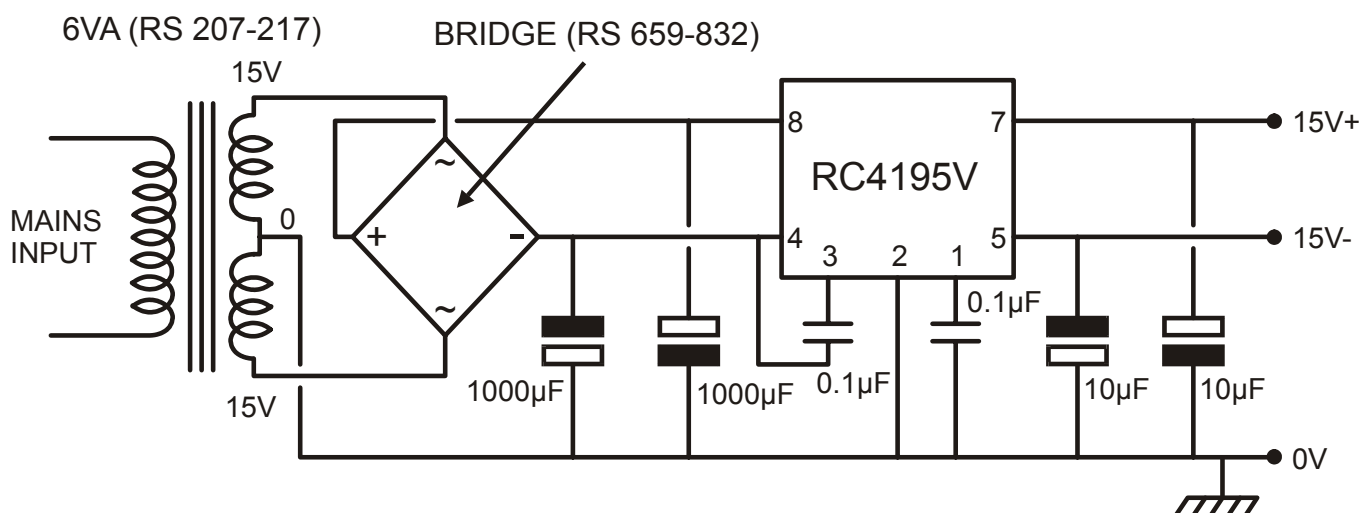 6VA (RS 207-217)
BRIDGE (RS 659-832)
15V
8
7
15V+
~
RC4195V
MAINS
INPUT
0
+
-
4
5
15V-
3
2
1
~
0.1µF
15V
1000µF
1000µF
0.1µF
10µF
10µF
0V